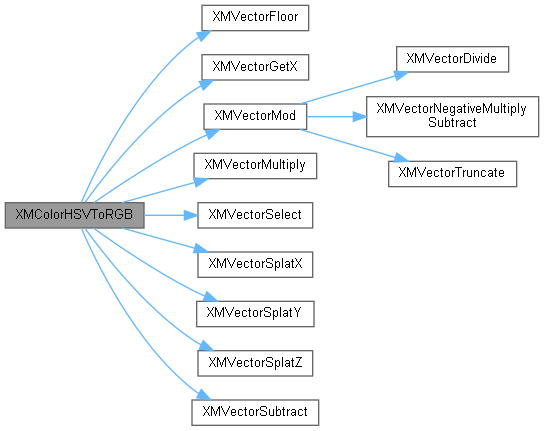 XMColorHSVToRGB
XMVectorFloor
XMVectorGetX
XMVectorMod
XMVectorMultiply
XMVectorSelect
XMVectorSplatX
XMVectorSplatY
XMVectorSplatZ
XMVectorSubtract
XMVectorDivide
XMVectorNegativeMultiply
Subtract
XMVectorTruncate